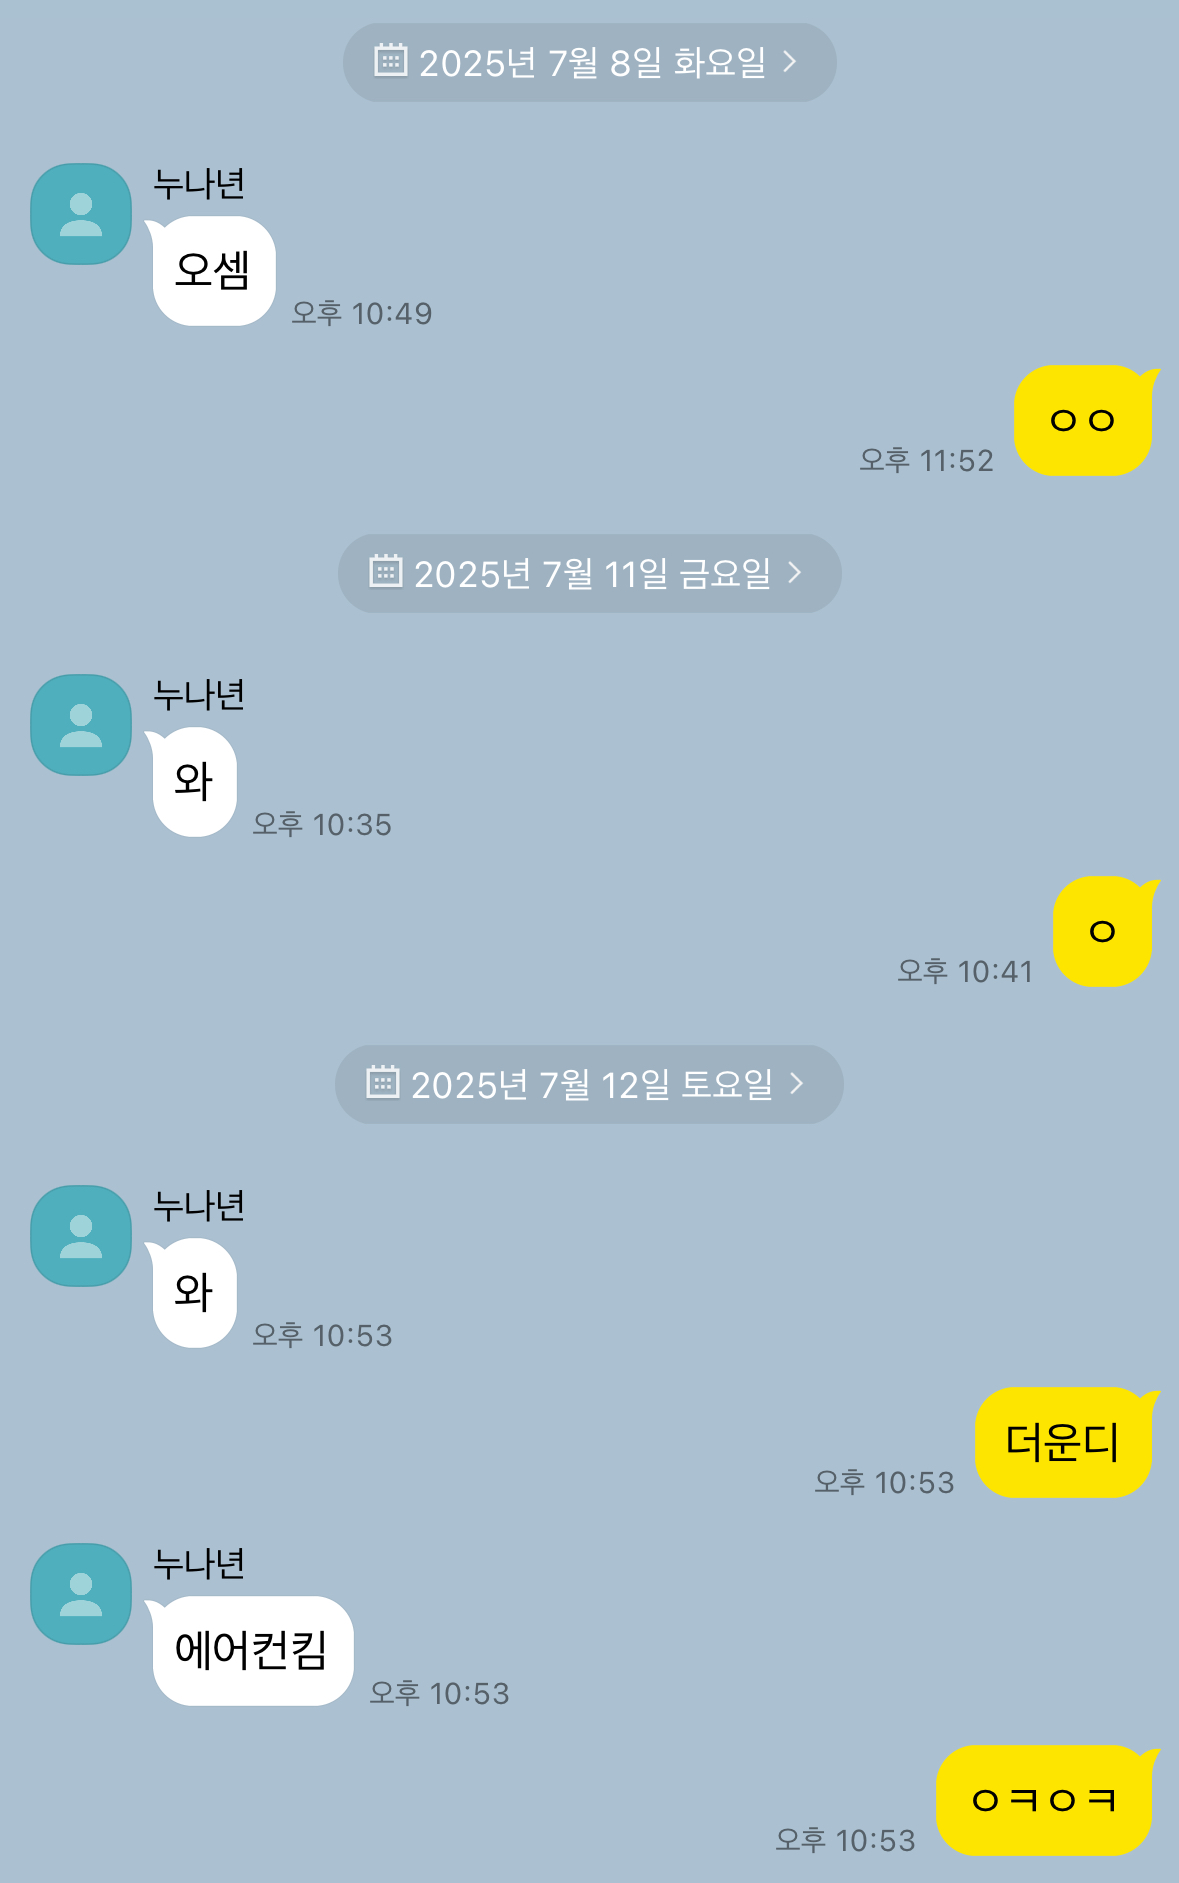 2025년 7월 8일 화요일
누나년
오셈
오후 10:49
ㅇㅇ
오후 11:52
2025년 7월 11일 금요일
누나년
와
오후 10:35
ㅇ
오후 10:41
2025년 7월 12일 토요일
누나년
와
오후 10:53
더운디
오후 10:53
누나년
에어컨킴
오후 10:53
ㅇㅋㅇㅋ
오후 10:53